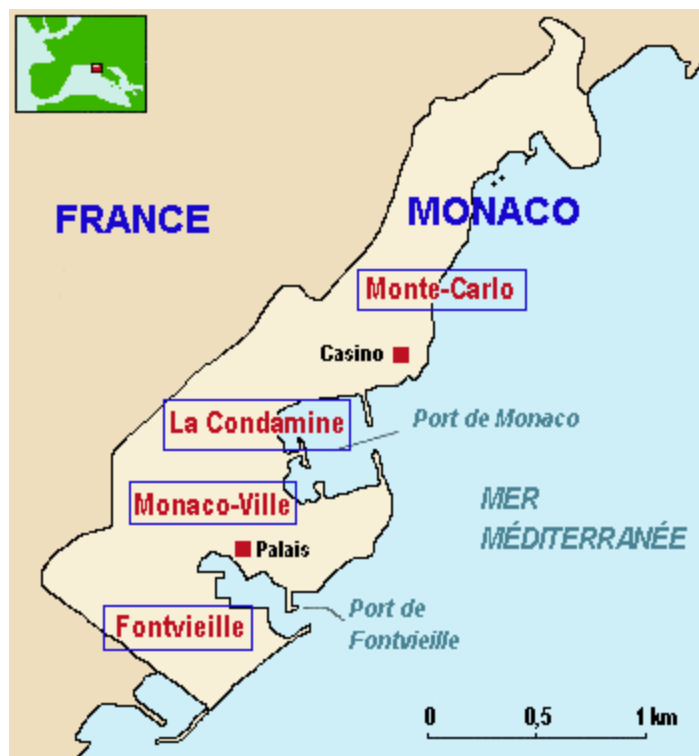 FRANCE
MONACO
Monte-Carlo
Casino
La Condamine
Port de Monaco
Monaco-Ville
MER
MÉDITERRANÉE
Palais
Fontvieille
Port de
Fontvieille
0 0,5 1 km